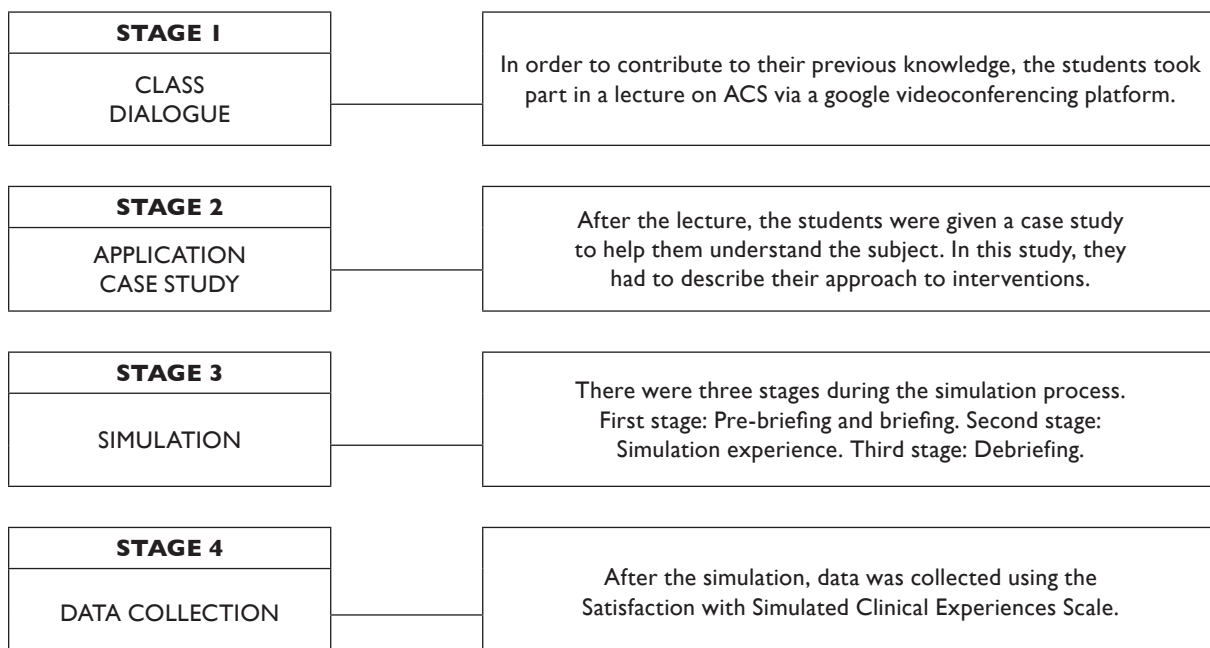 STAGE 1
CLASS
DIALOGUE
In order to contribute to their previous knowledge, the students took
part in a lecture on ACS via a google videoconferencing platform.
STAGE 2
APPLICATION
CASE STUDY
After the lecture, the students were given a case study
to help them understand the subject. In this study, they
had to describe their approach to interventions.
STAGE 3
SIMULATION
There were three stages during the simulation process.
First stage: Pre-briefing and briefing. Second stage:
Simulation experience. Third stage: Debriefing.
STAGE 4
DATA COLLECTION
After the simulation, data was collected using the
Satisfaction with Simulated Clinical Experiences Scale.